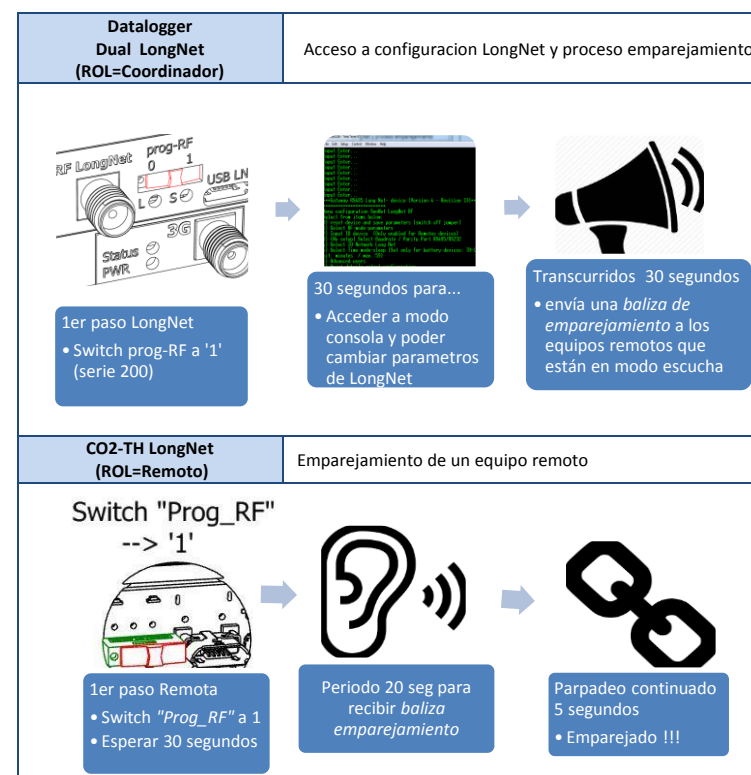 Datalogger
Dual LongNet
(ROL=Coordinador)
Acceso a configuracion LongNet y proceso emparejamiento
RF LongNet
prog-RF
0 1
USB LN
L S
3G
Status
PWR
1er paso LongNet
• Switch prog-RF a '1'
(serie 200)
30 segundos para...
• Acceder a modo
consola y poder
cambiar parametros
de LongNet
Transcurridos 30 segundos
• envía una baliza de
emparejamiento a los
equipos remotos que
están en modo escucha
CO2-TH LongNet
(ROL=Remoto)
Emparejamiento de un equipo remoto
Switch "Prog_RF"
--> '1'
1er paso Remota
• Switch "Prog_RF" a 1
• Esperar 30 segundos
Periodo 20 seg para
recibir baliza
emparejamiento
Parpadeo continuado
5 segundos
• Emparejado !!!